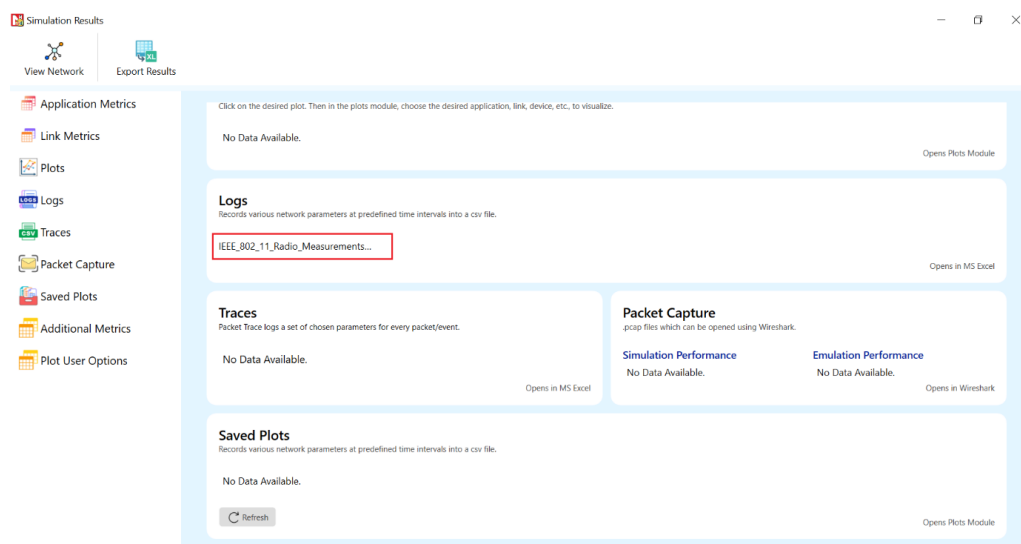 Simulation Results
View Network
Export Results
Application Metrics
Link Metrics
Plots
Logs
Traces
Packet Capture
Saved Plots
Additional Metrics
Plot User Options
Click on the desired plot. Then in the plots module, choose the desired application, link, device, etc., to visualize.
No Data Available.
Opens Plots Module
Logs
Records various network parameters at predefined time intervals into a csv file.
IEEE_802_11_Radio_Measurements...
Opens in MS Excel
Traces
Packet Trace logs a set of chosen parameters for every packet/event.
No Data Available.
Opens in MS Excel
Packet Capture
.pcap files which can be opened using Wireshark.
Simulation Performance
Emulation Performance
No Data Available.
No Data Available.
Opens in Wireshark
Saved Plots
Records various network parameters at predefined time intervals into a csv file.
No Data Available.
Refresh
Opens Plots Module